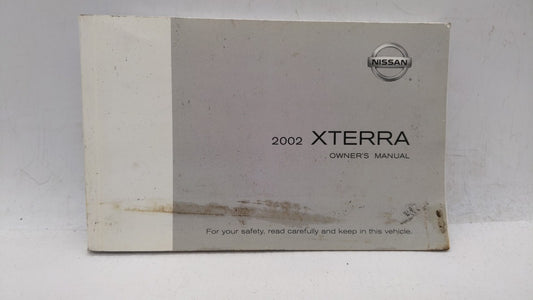 NISSAN
2002 XTERRA
OWNER'S MANUAL
For your safety, read carefully and keep in this vehicle.